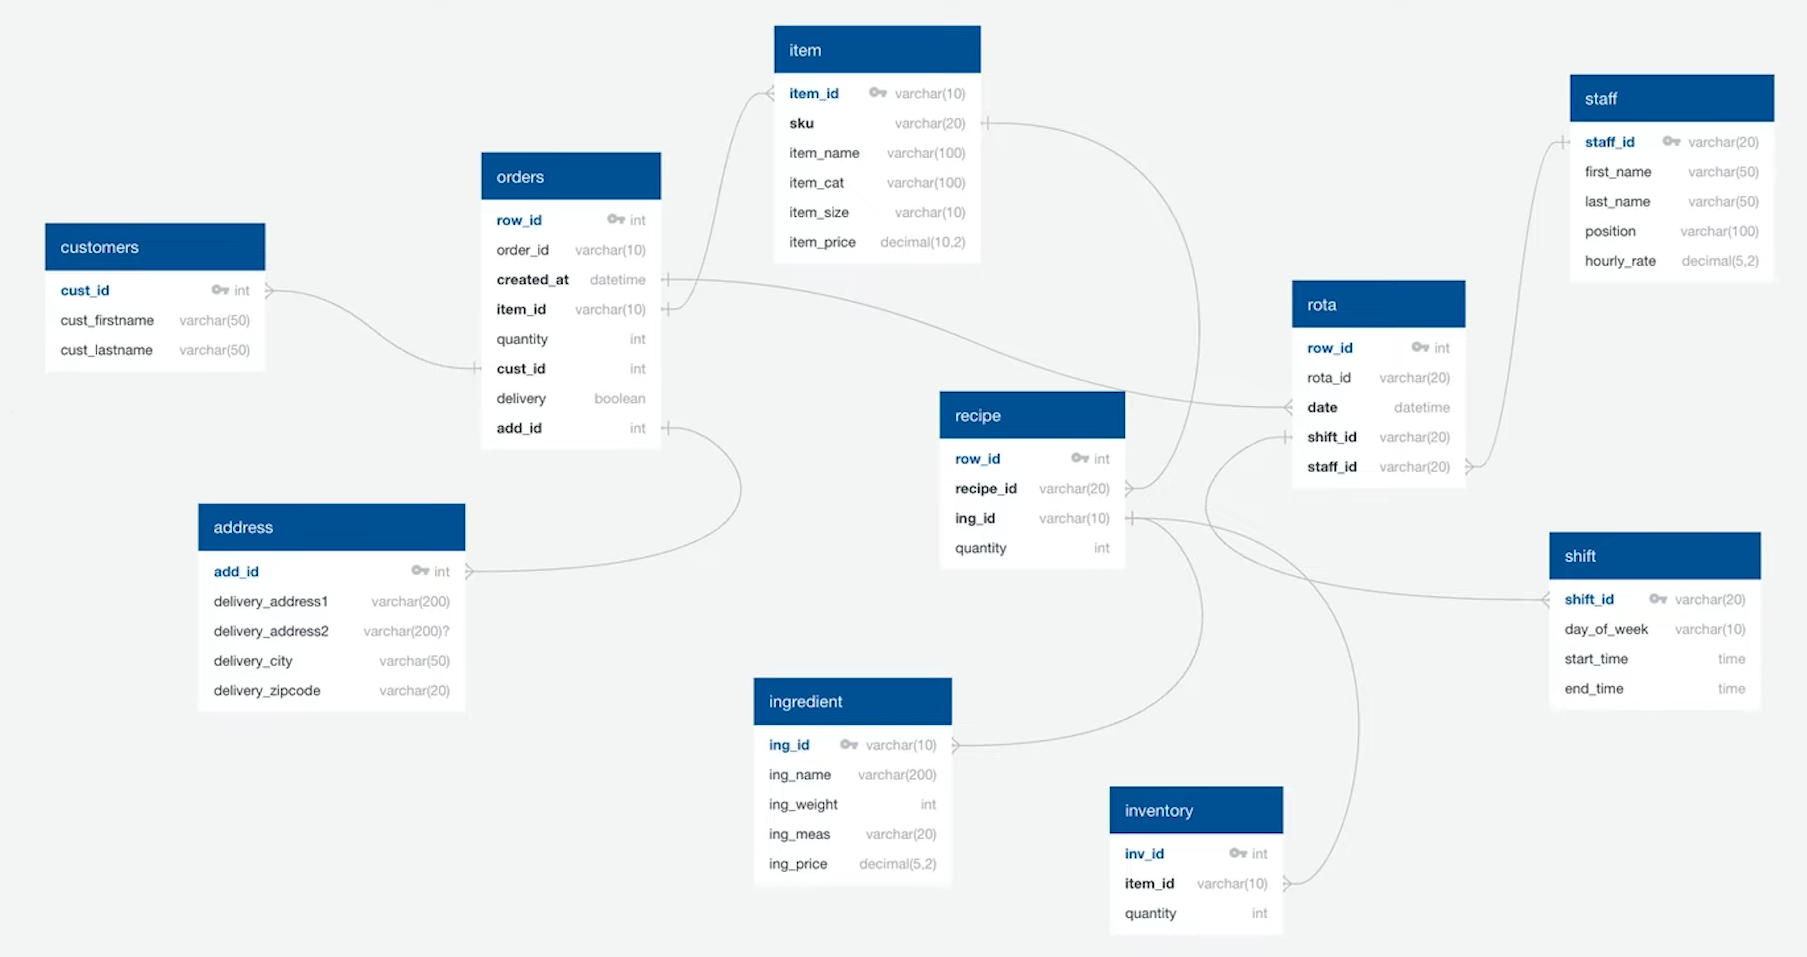 customers
cust_id int
cust_firstname varchar(50)
cust_lastname varchar(50)
orders
row_id int
order_id varchar(10)
created_at datetime
item_id varchar(10)
quantity int
cust_id int
delivery boolean
add_id int
address
add_id int
delivery_address1 varchar(200)
delivery_address2 varchar(200)?
delivery_city varchar(50)
delivery_zipcode varchar(20)
item
item_id varchar(10)
sku varchar(20)
item_name varchar(100)
item_cat varchar(100)
item_size varchar(10)
item_price decimal(10,2)
recipe
row_id int
recipe_id varchar(20)
ing_id varchar(10)
quantity int
ingredient
ing_id varchar(10)
ing_name varchar(200)
ing_weight int
ing_meas varchar(20)
ing_price decimal(5,2)
inventory
inv_id int
item_id varchar(10)
quantity int
rota
row_id int
rota_id varchar(20)
date datetime
shift_id varchar(20)
staff_id varchar(20)
staff
staff_id varchar(20)
first_name varchar(50)
last_name varchar(50)
position varchar(100)
hourly_rate decimal(5,2)
shift
shift_id varchar(20)
day_of_week varchar(10)
start_time time
end_time time